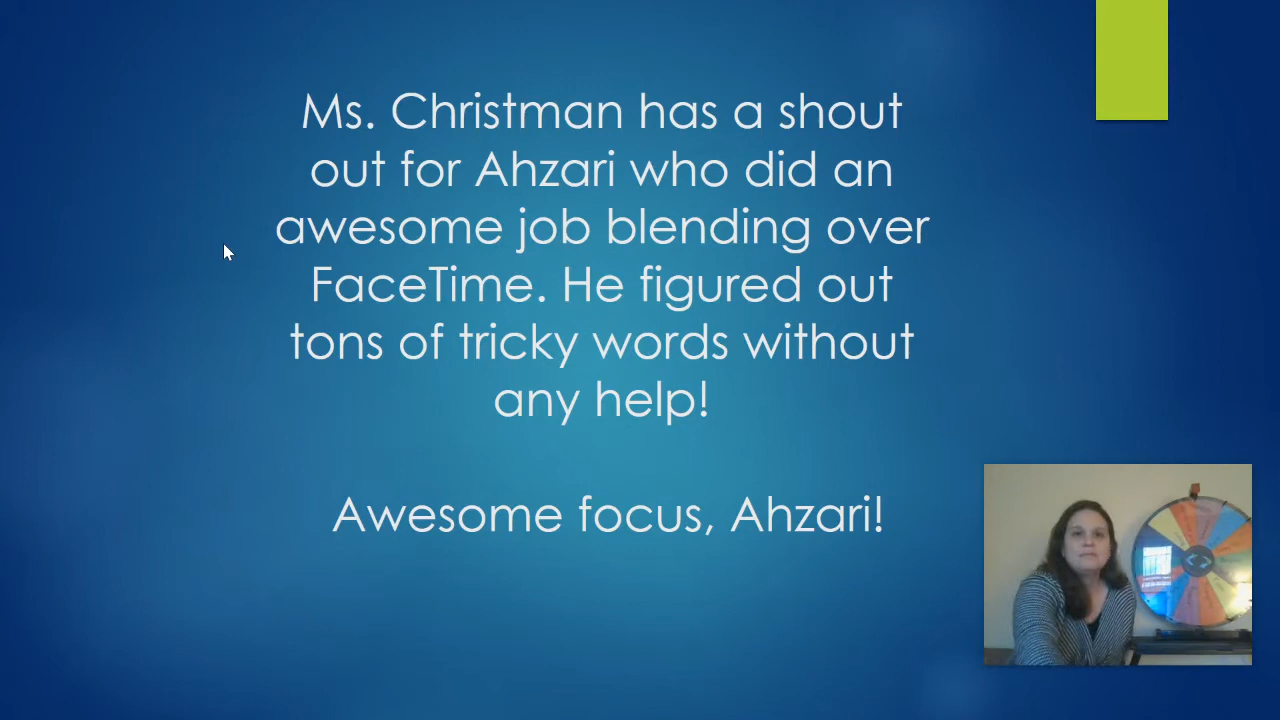 Ms. Christman has a shout
out for Ahzari who did an
awesome job blending over
FaceTime. He figured out
tons of tricky words without
any help!
Awesome focus, Ahzari!